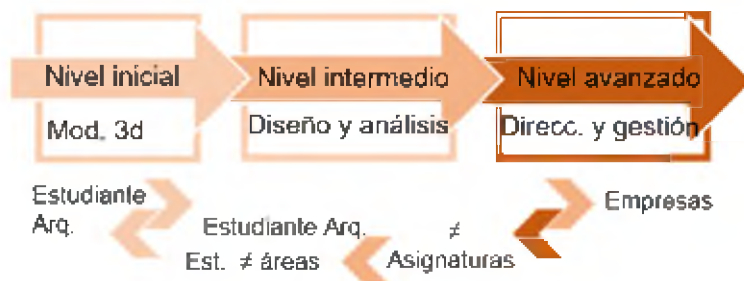 Nivel inicial
Mod. 3d
Nivel intermedio
Diseño y análisis
Nivel avanzado
Direcc. y gestión
Estudiante
Arq.
Estudiante Arq. ≠
Est. ≠ áreas Asignaturas
Empresas